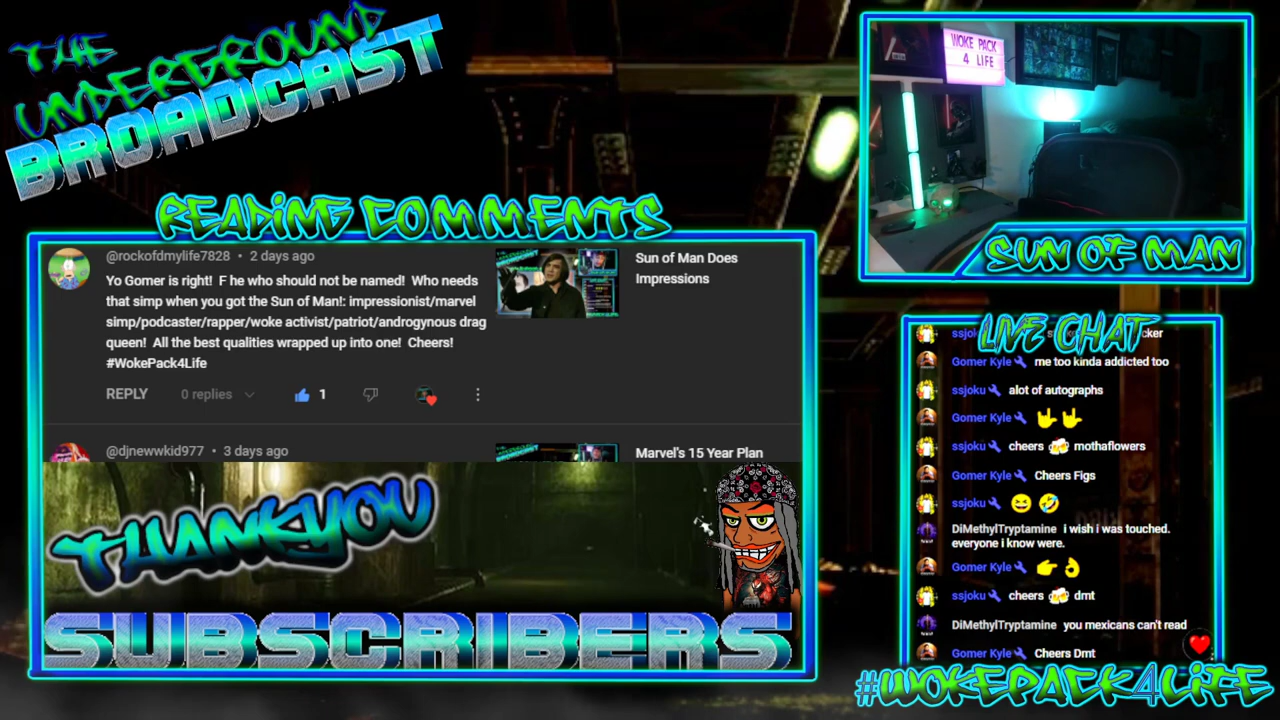 THE
UNDERGROUND
BROADCAST
READING COMMENTS
@rockofdmylife7828 • 2 days ago
Yo Gomer is right! F he who should not be named! Who needs
that simp when you got the Sun of Man!: impressionist/marvel
simp/podcaster/rapper/woke activist/patriot/androgynous drag
queen! All the best qualities wrapped up into one! Cheers!
#WokePack4Life
REPLY 0 replies 1
Sun of Man Does
Impressions
@djnewwkid977 • 3 days ago
Marvel's 15 Year Plan
THANKYOU
SUBSCRIBERS
WOKE PACK
4 LIFE
SUN OF MAN
LIVE CHAT
Gomer Kyle me too kinda addicted too
ssjoku alot of autographs
Gomer Kyle 🤟 🤟
ssjoku cheers 🍻 mothaflowers
Gomer Kyle Cheers Figs
ssjoku 😆 🤣
DiMethylTryptamine i wish i was touched.
everyone i know were.
Gomer Kyle 👉 👌
ssjoku cheers 🍻 dmt
DiMethylTryptamine you mexicans can't read
Gomer Kyle Cheers Dmt
#WOKEPACK4LIFE